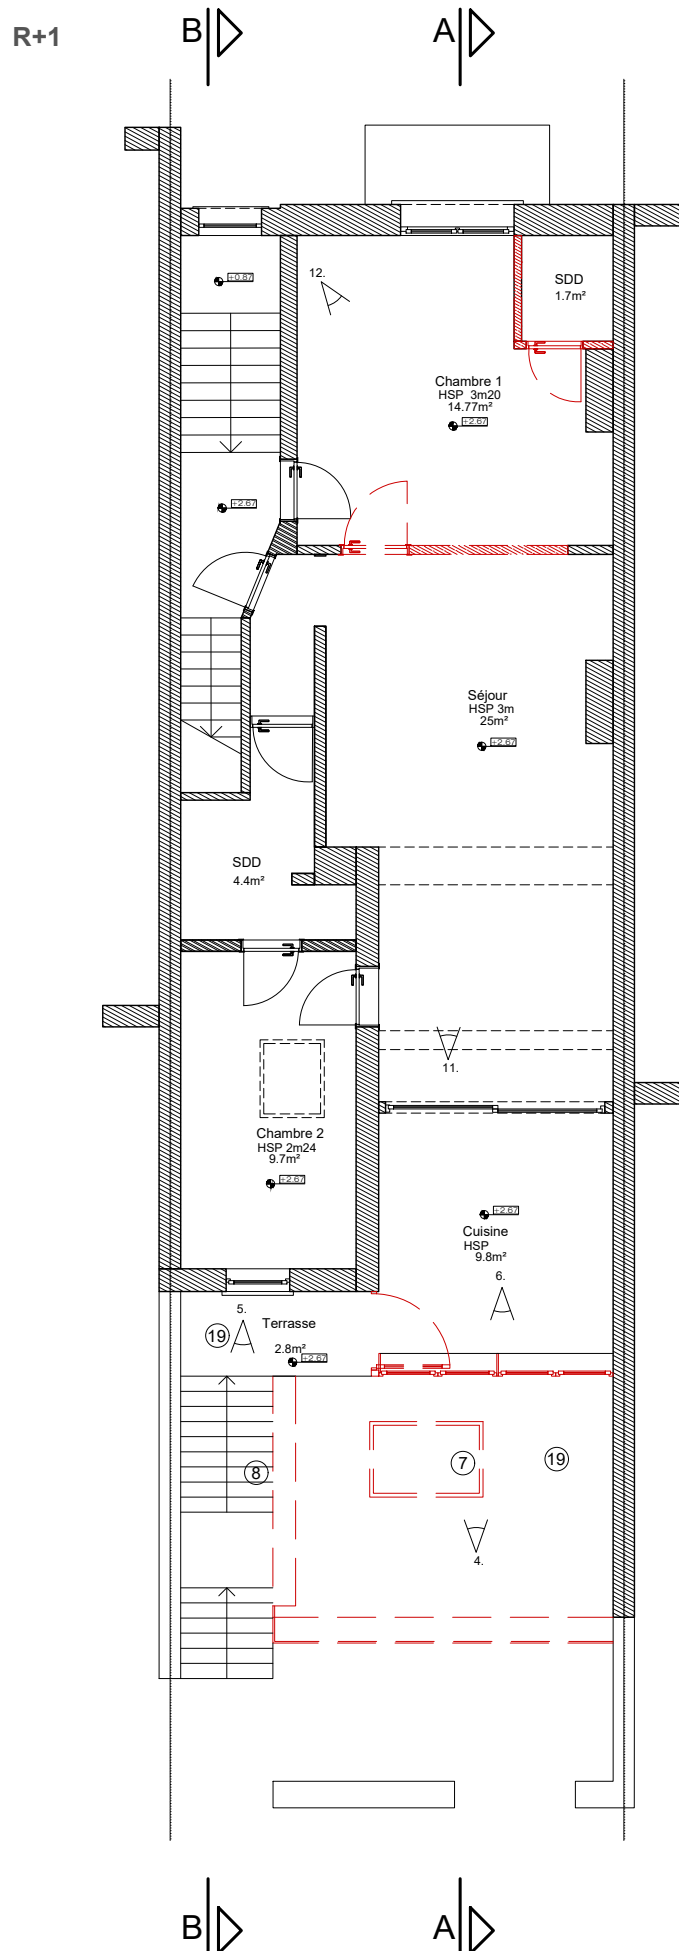 R+1
B
A
+0.87
12.
SDD
1.7m²
Chambre 1
HSP 3m20
14.77m²
+2.67
+2.67
Séjour
HSP 3m
25m²
+2.67
SDD
4.4m²
11.
Chambre 2
HSP 2m24
9.7m²
+2.67
+2.67
Cuisine
HSP
9.8m²
6.
5.
19
Terrasse
2.8m²
+2.67
8
7
19
4.
B
A